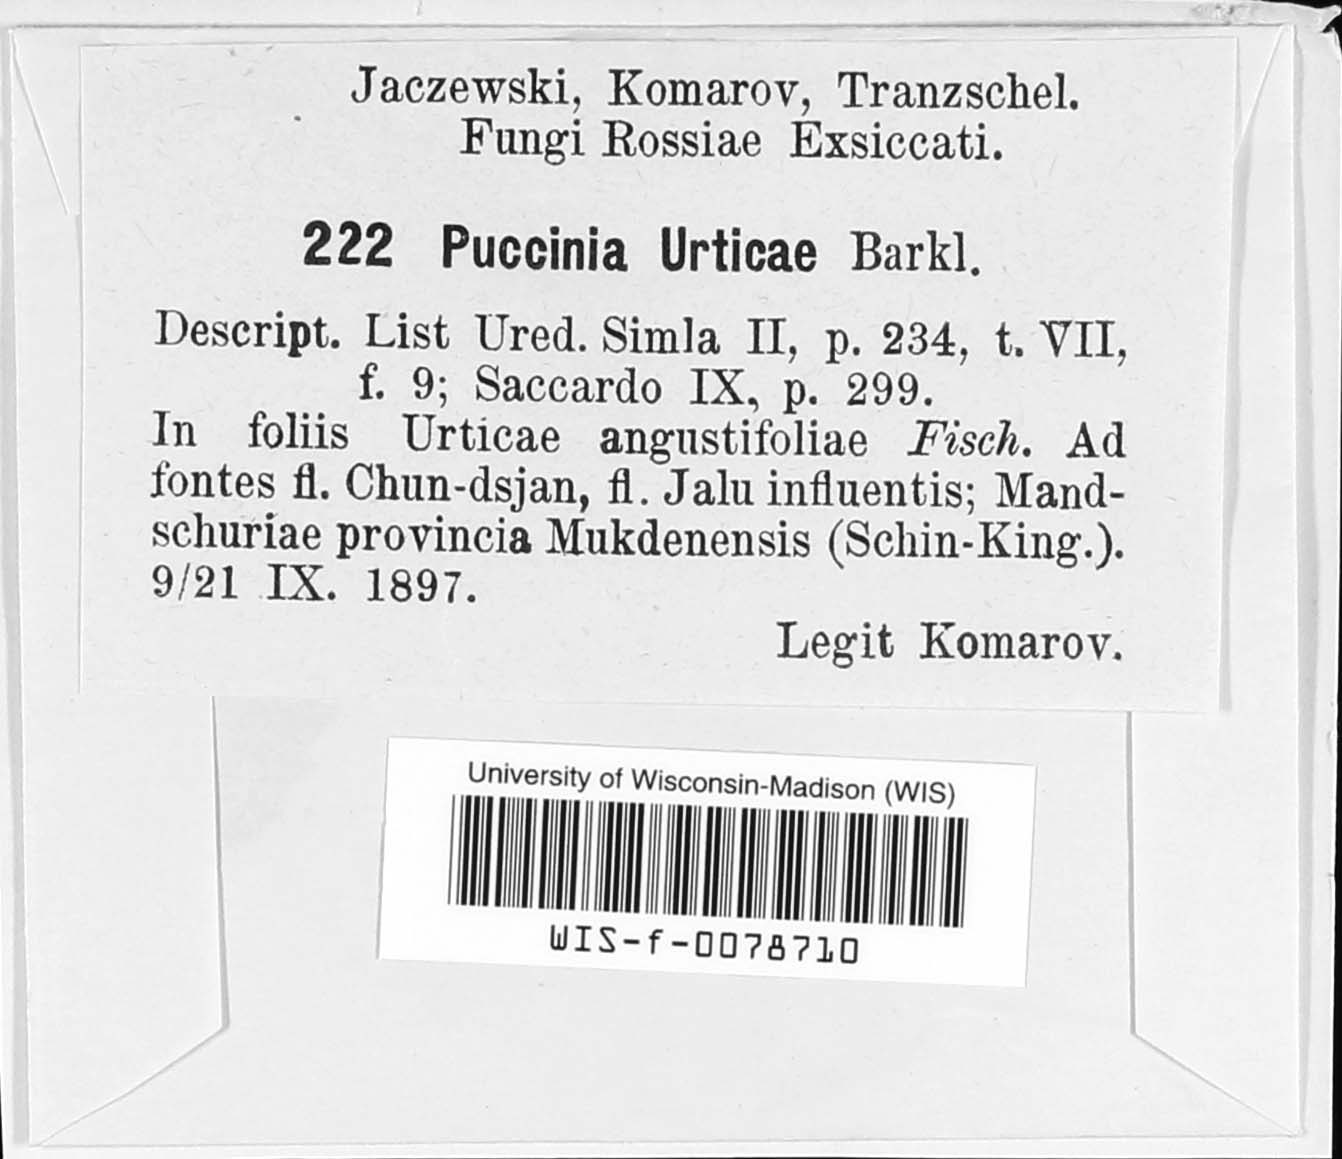 Jaczewski, Komarov, Tranzschel.
Fungi Rossiae Exsiccati.
222 Puccinia Urticae Barkl.
Descript. List Ured. Simla II, p. 234, t. VII,
f. 9; Saccardo IX, p. 299.
In foliis Urticae angustifoliae Fisch. Ad
fontes fl. Chun-dsjan, fl. Jalu influentis; Mand-
schuriae provincia Mukdenensis (Schin-King.).
9/21 IX. 1897.
Legit Komarov.
University of Wisconsin-Madison (WIS)
WIS-f-0078710